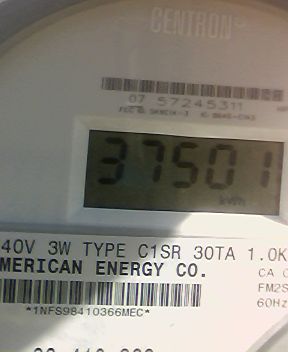 CENTRON®
07 57245311
37501
kWh
40V 3W TYPE C1SR 30TA 1.0K
MERICAN ENERGY CO.
CA 0
FM2S
60Hz
*1NFS98410366MEC*